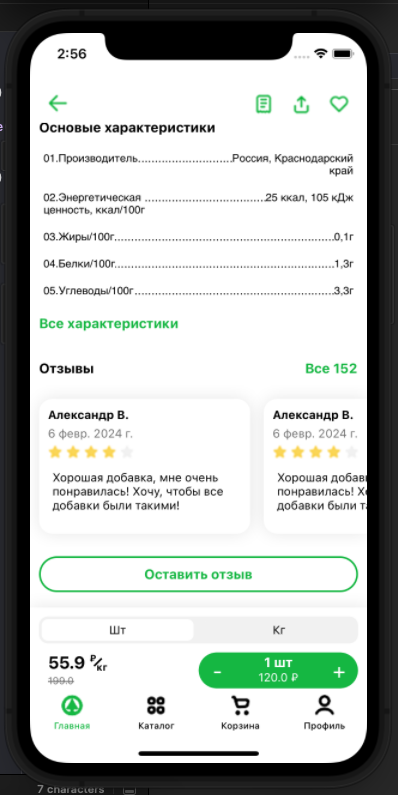 2:56
Основые характеристики
01.Производитель............................Россия, Краснодарский
край
02.Энергетическая ....................................25 ккал, 105 кДж
ценность, ккал/100г
03.Жиры/100г.................................................................0,1г
04.Белки/100г.................................................................1,3г
05.Углеводы/100г..........................................................3,3г
Все характеристики
Отзывы Все 152
Александр В. Александр В.
6 февр. 2024 г. 6 февр. 2024 г.
Хорошая добавка, мне очень Хорошая добав
понравилась! Хочу, чтобы все понравилась! Х
добавки были такими! добавки были т
Оставить отзыв
Шт Кг
55.9 ₽/кг - 1 шт +
199.0 120.0 ₽
Главная Каталог Корзина Профиль
7 characters